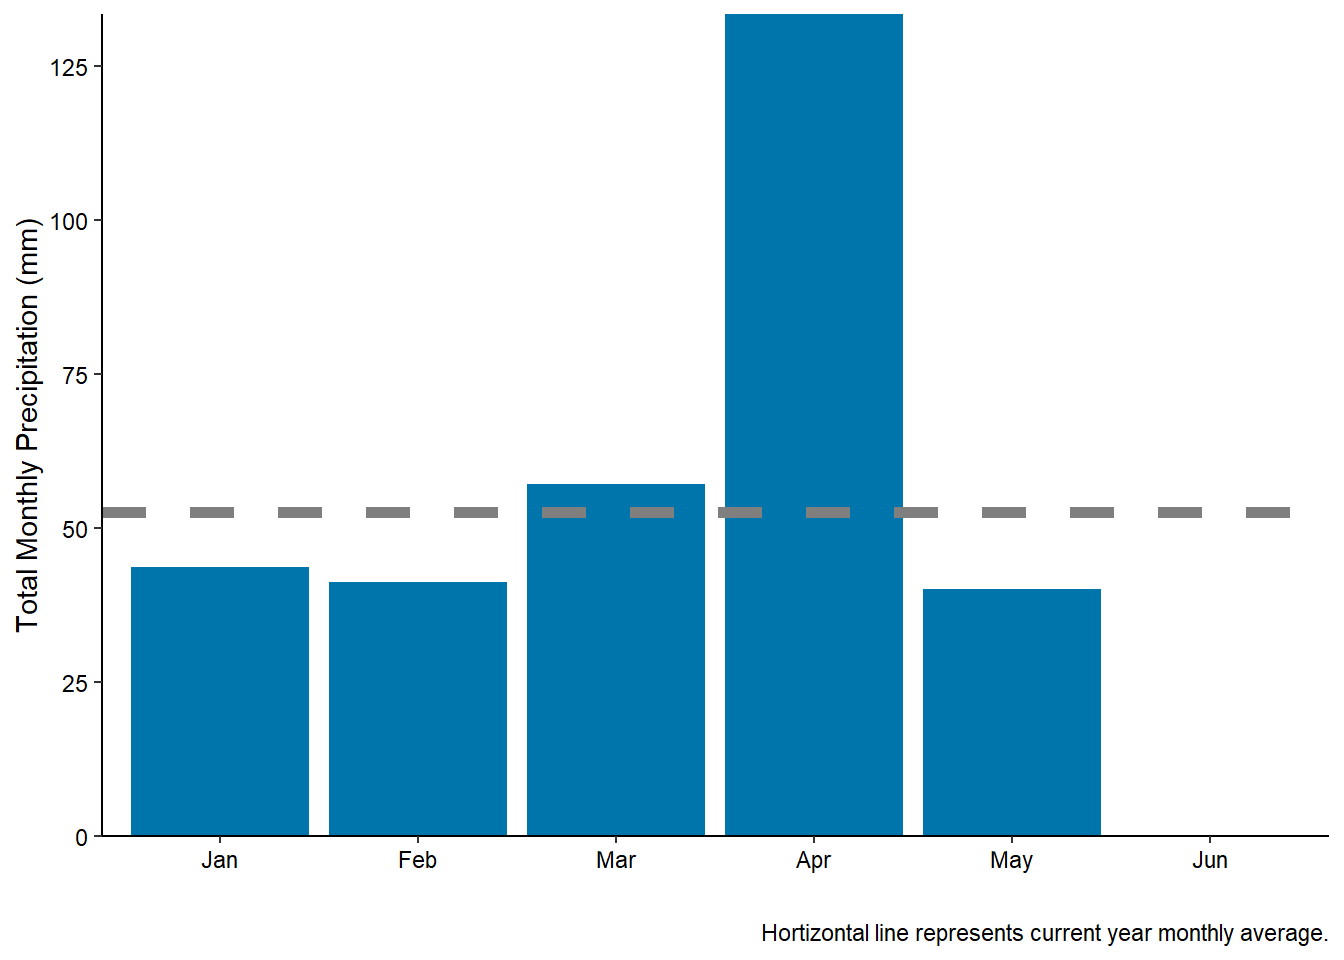 Total Monthly Precipitation (mm)
125
100
75
50
25
0
Jan Feb Mar Apr May Jun
Hortizontal line represents current year monthly average.